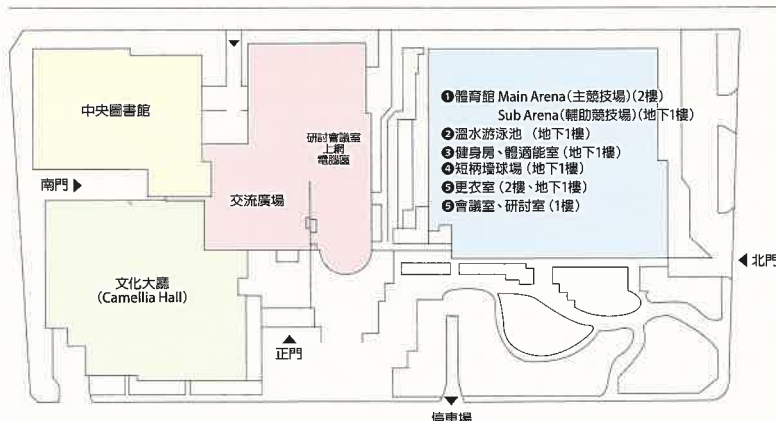 中央圖書館
南門▶
文化大廳
(Camellia Hall)
交流廣場
研討會議室
上網
電腦區
❶體育館 Main Arena(主競技場)(2樓)
Sub Arena(輔助競技場)(地下1樓)
❷溫水游泳池 (地下1樓)
❸健身房、體適能室(地下1樓)
❹短柄墻球場(地下1樓)
❺更衣室(2樓、地下1樓)
❺會議室、研討室(1樓)
◀北門
正門
停車場